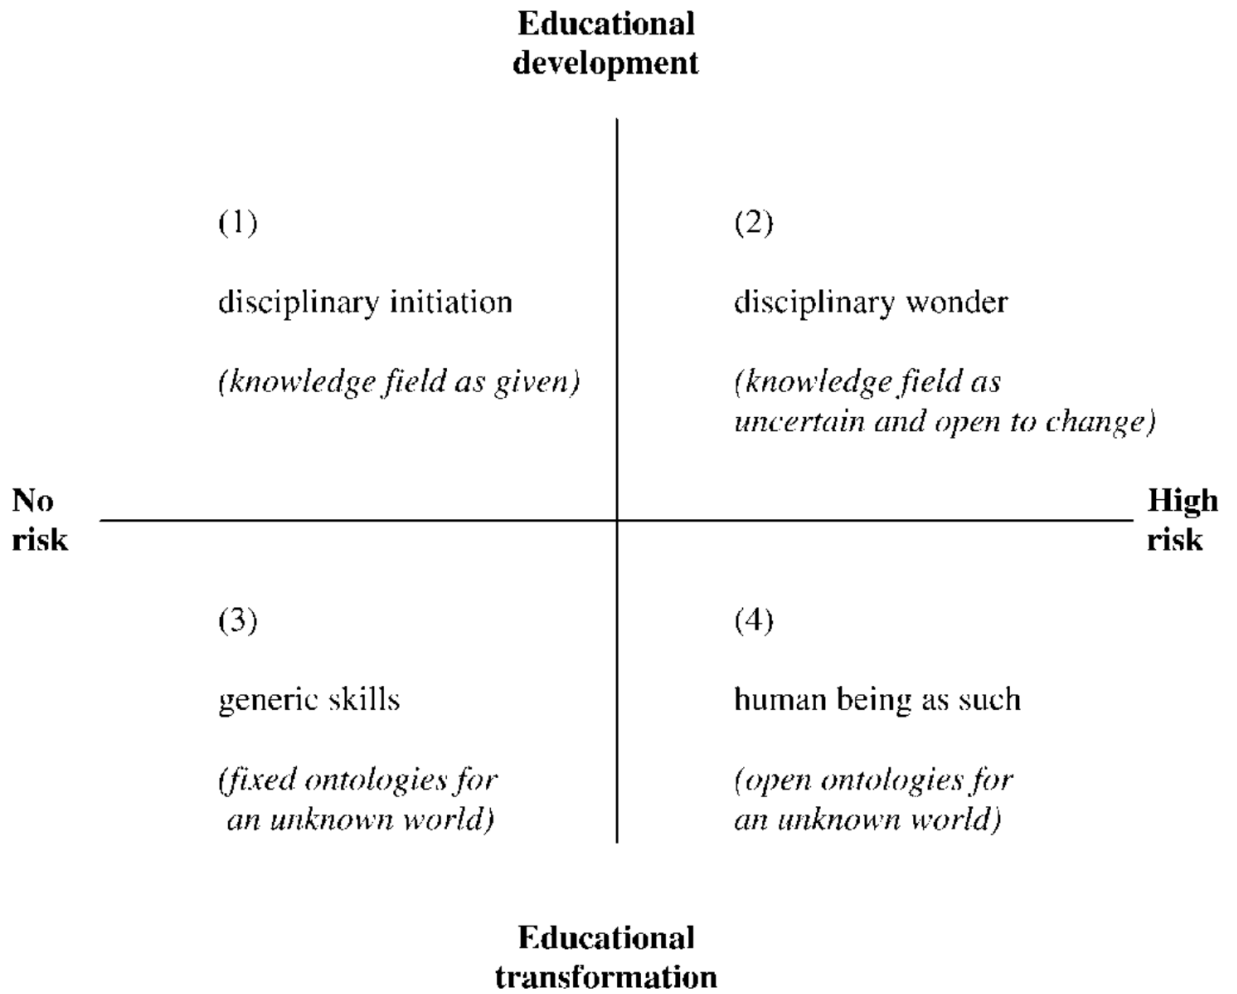 Educational
development
(1)
disciplinary initiation
(knowledge field as given)
(2)
disciplinary wonder
(knowledge field as
uncertain and open to change)
No
risk
High
risk
(3)
generic skills
(fixed ontologies for
an unknown world)
(4)
human being as such
(open ontologies for
an unknown world)
Educational
transformation